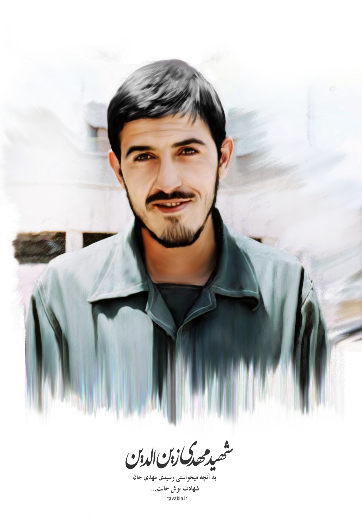 شهید مهدی زین الدین
به آنچه میخواستی رسیدی مهدی جان
شهادت نوش جانت...